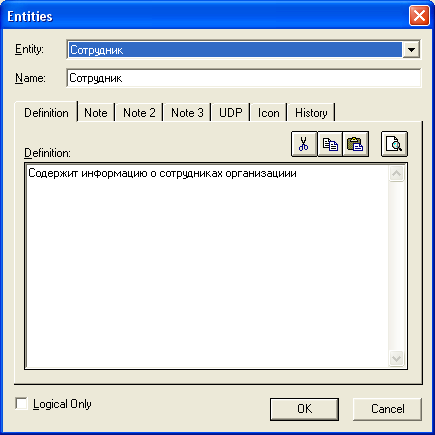 Entities
Entity: Сотрудник
Name: Сотрудник
Definition Note Note 2 Note 3 UDP Icon History
Definition:
Содержит информацию о сотрудниках организациии
Logical Only
OK Cancel